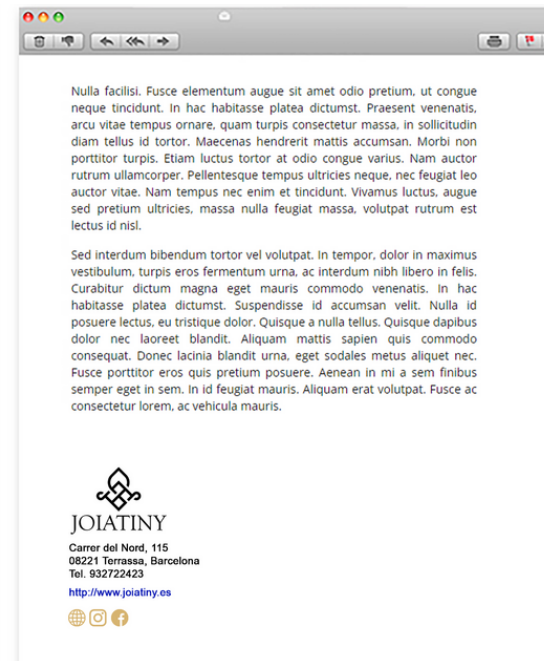 Nulla facilisi. Fusce elementum augue sit amet odio pretium, ut congue
neque tincidunt. In hac habitasse platea dictumst. Praesent venenatis,
arcu vitae tempus ornare, quam turpis consectetur massa, in sollicitudin
diam tellus id tortor. Maecenas hendrerit mattis accumsan. Morbi non
porttitor turpis. Etiam luctus tortor at odio congue varius. Nam auctor
rutrum ullamcorper. Pellentesque tempus ultricies neque, nec feugiat leo
auctor vitae. Nam tempus nec enim et tincidunt. Vivamus luctus, augue
sed pretium ultricies, massa nulla feugiat massa, volutpat rutrum est
lectus id nisl.
Sed interdum bibendum tortor vel volutpat. In tempor, dolor in maximus
vestibulum, turpis eros fermentum urna, ac interdum nibh libero in felis.
Curabitur dictum magna eget mauris commodo venenatis. In hac
habitasse platea dictumst. Suspendisse id accumsan velit. Nulla id
posuere lectus, eu tristique dolor. Quisque a nulla tellus. Quisque dapibus
dolor nec laoreet blandit. Aliquam mattis sapien quis commodo
consequat. Donec lacinia blandit urna, eget sodales metus aliquet nec.
Fusce porttitor eros quis pretium posuere. Aenean in mi a sem finibus
semper eget in sem. In id feugiat mauris. Aliquam erat volutpat. Fusce ac
consectetur lorem, ac vehicula mauris.
JOIATINY
Carrer del Nord, 115
08221 Terrassa, Barcelona
Tel. 932722423
http://www.joiatiny.es